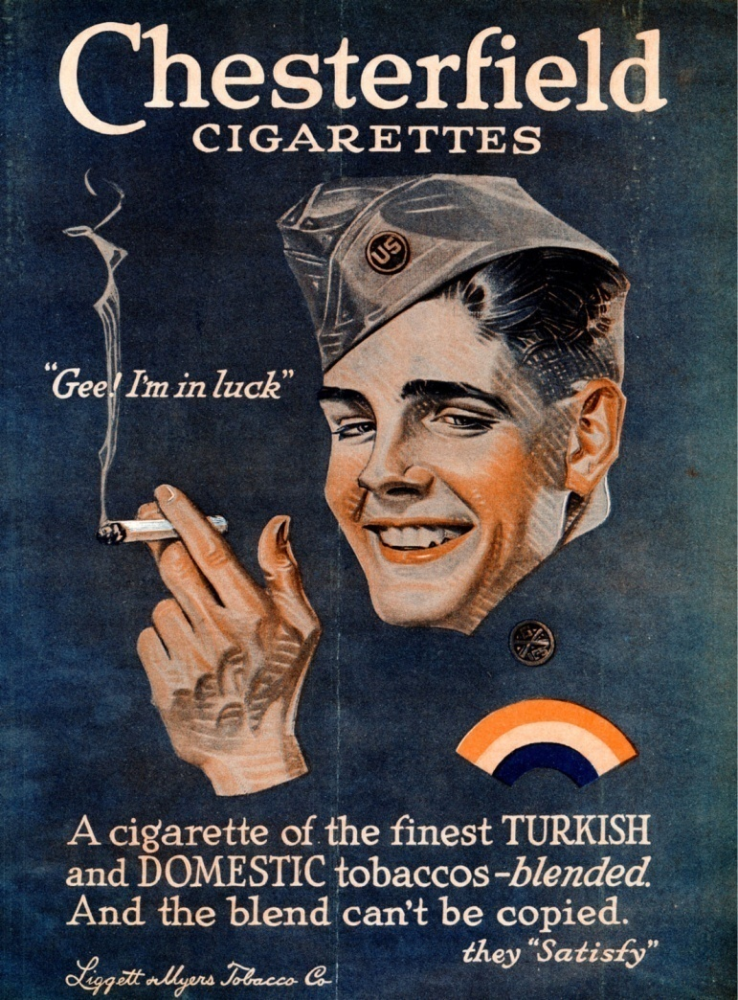 Chesterfield
CIGARETTES
US
"Gee! I'm in luck"
A cigarette of the finest TURKISH
and DOMESTIC tobaccos-blended.
And the blend can't be copied.
they "Satisfy"
Liggett & Myers Tobacco Co